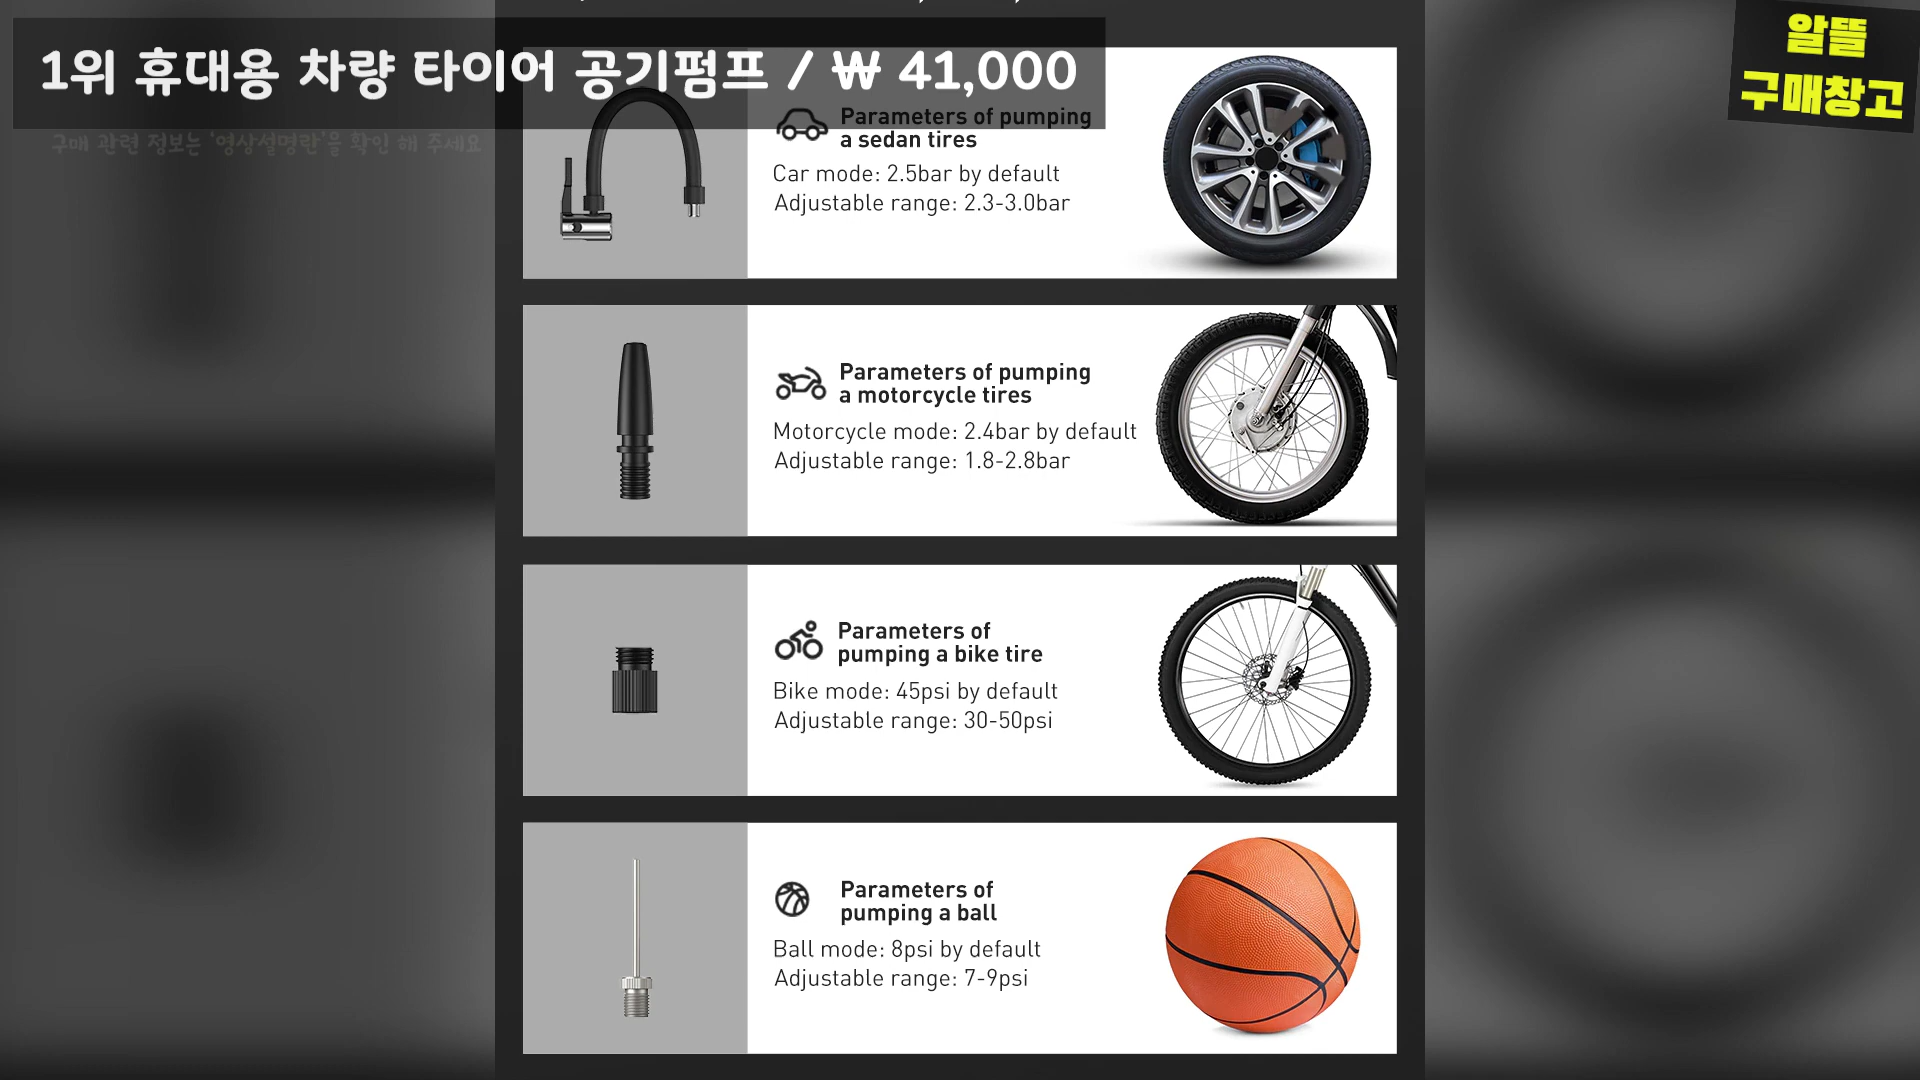 1위 휴대용 차량 타이어 공기펌프 / ₩ 41,000
알뜰
구매창고
구매 관련 정보는 '영상설명란'을 확인 해 주세요
Parameters of pumping
a sedan tires
Car mode: 2.5bar by default
Adjustable range: 2.3-3.0bar
Parameters of pumping
a motorcycle tires
Motorcycle mode: 2.4bar by default
Adjustable range: 1.8-2.8bar
Parameters of
pumping a bike tire
Bike mode: 45psi by default
Adjustable range: 30-50psi
Parameters of
pumping a ball
Ball mode: 8psi by default
Adjustable range: 7-9psi